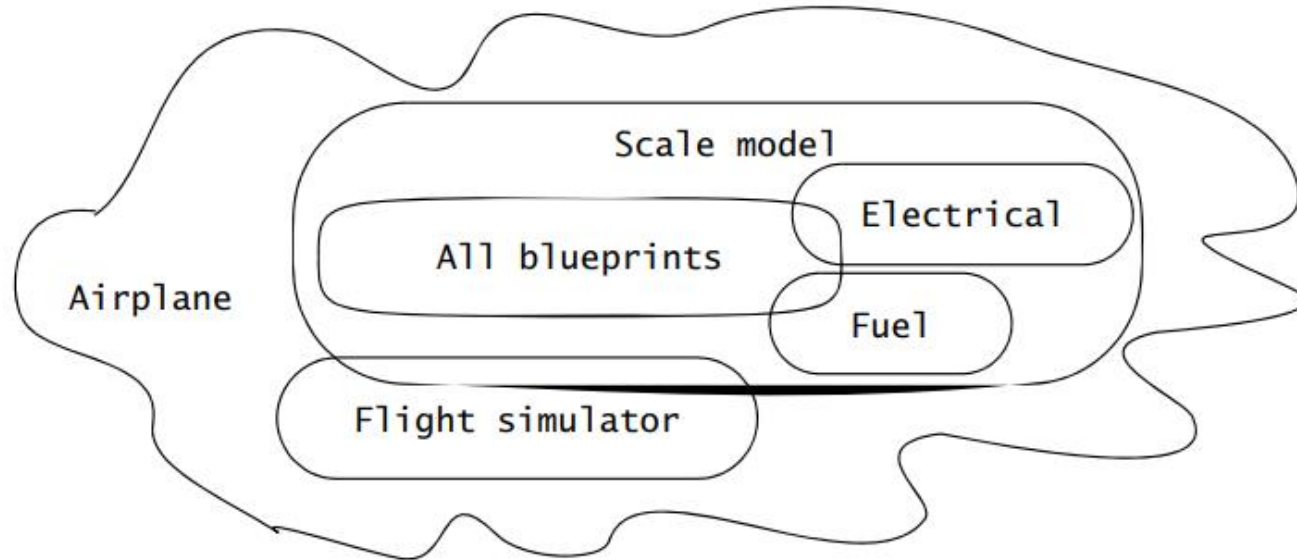 Scale model
Electrical
All blueprints
Airplane
Fuel
Flight simulator